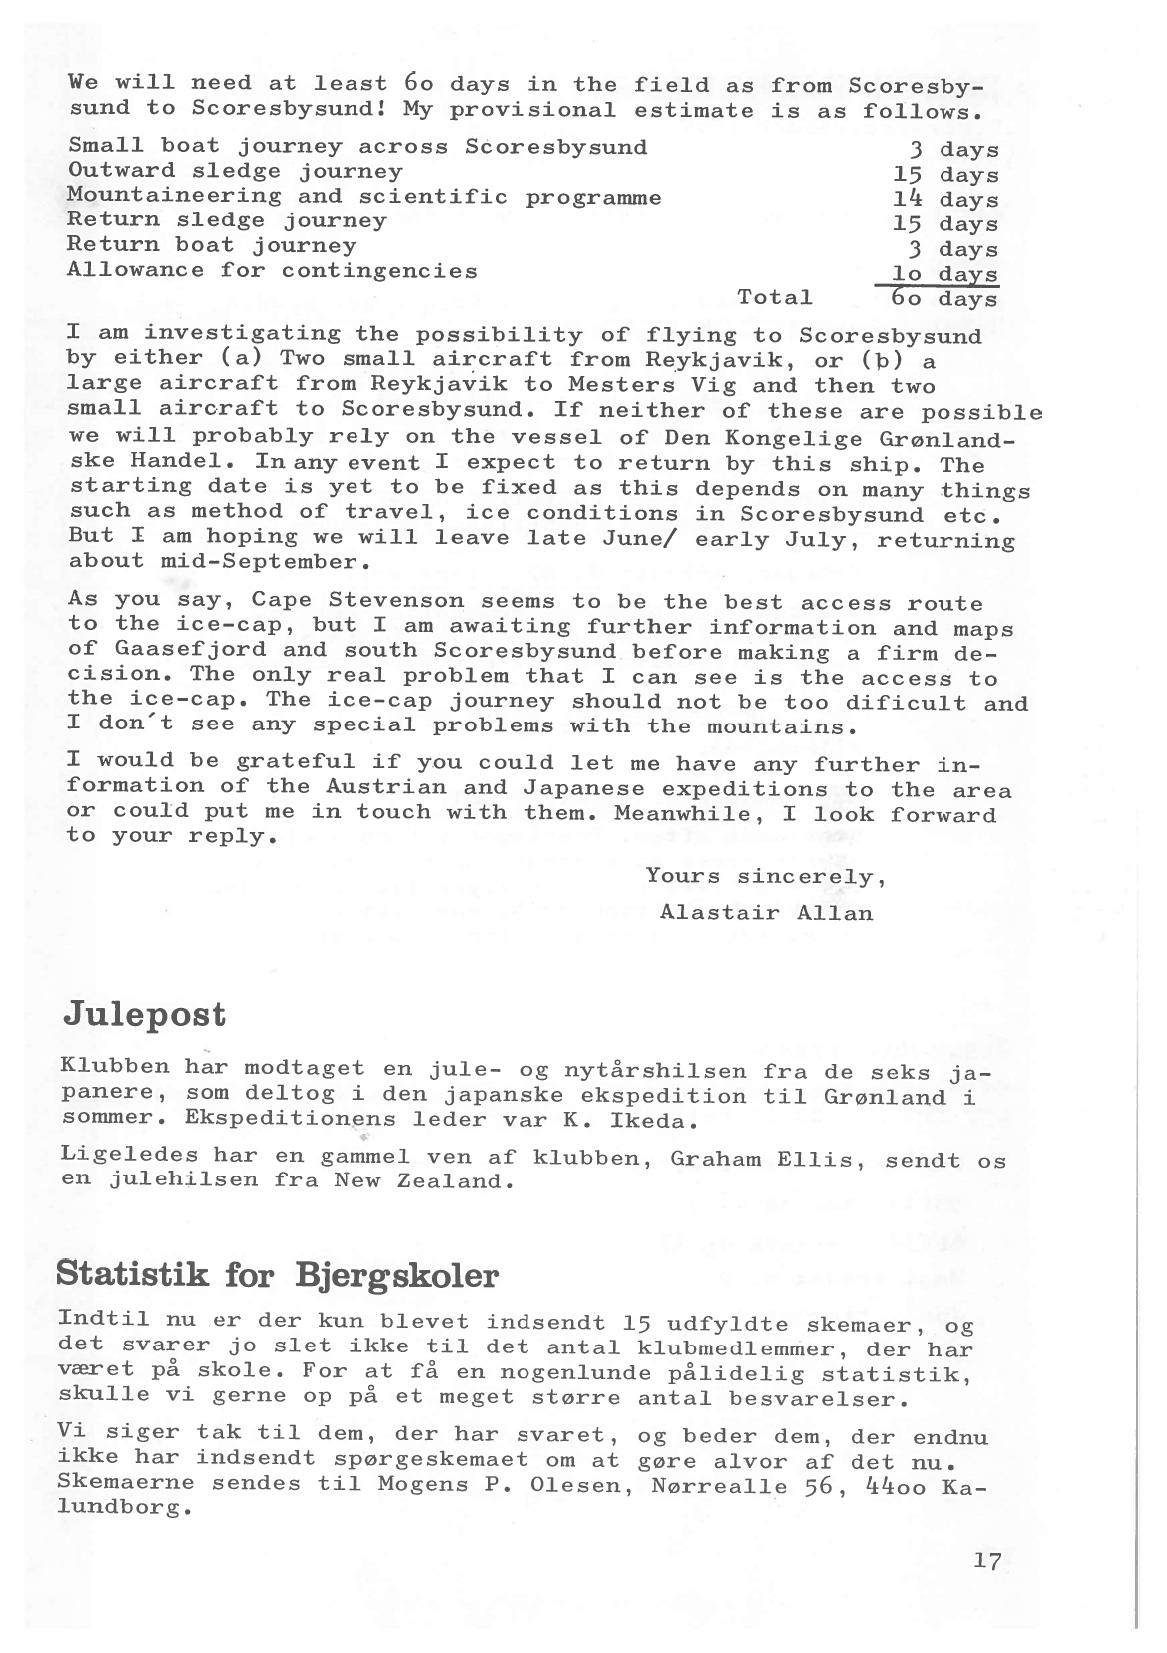 We will need at least 6o days in the field as from Scoresby-
sund to Scoresbysund! My provisional estimate is as follows.
Small boat journey across Scoresbysund 3 days
Outward sledge journey 15 days
Mountaineering and scientific programme 14 days
Return sledge journey 15 days
Return boat journey 3 days
Allowance for contingencies 1o days
Total 6o days
I am investigating the possibility of flying to Scoresbysund
by either (a) Two small aircraft from Reykjavik, or (b) a
large aircraft from Reykjavik to Mesters Vig and then two
small aircraft to Scoresbysund. If neither of these are possible
we will probably rely on the vessel of Den Kongelige Grønland-
ske Handel. In any event I expect to return by this ship. The
starting date is yet to be fixed as this depends on many things
such as method of travel, ice conditions in Scoresbysund etc.
But I am hoping we will leave late June/ early July, returning
about mid-September.
As you say, Cape Stevenson seems to be the best access route
to the ice-cap, but I am awaiting further information and maps
of Gaasefjord and south Scoresbysund before making a firm de-
cision. The only real problem that I can see is the access to
the ice-cap. The ice-cap journey should not be too dificult and
I don´t see any special problems with the mountains.
I would be grateful if you could let me have any further in-
formation of the Austrian and Japanese expeditions to the area
or could put me in touch with them. Meanwhile, I look forward
to your reply.
Yours sincerely,
Alastair Allan
Julepost
Klubben har modtaget en jule- og nytårshilsen fra de seks ja-
panere, som deltog i den japanske ekspedition til Grønland i
sommer. Ekspeditionens leder var K. Ikeda.
Ligeledes har en gammel ven af klubben, Graham Ellis, sendt os
en julehilsen fra New Zealand.
Statistik for Bjergskoler
Indtil nu er der kun blevet indsendt 15 udfyldte skemaer, og
det svarer jo slet ikke til det antal klubmedlemmer, der har
været på skole. For at få en nogenlunde pålidelig statistik,
skulle vi gerne op på et meget større antal besvarelser.
Vi siger tak til dem, der har svaret, og beder dem, der endnu
ikke har indsendt spørgeskemaet om at gøre alvor af det nu.
Skemaerne sendes til Mogens P. Olesen, Nørrealle 56, 44oo Ka-
lundborg.
17